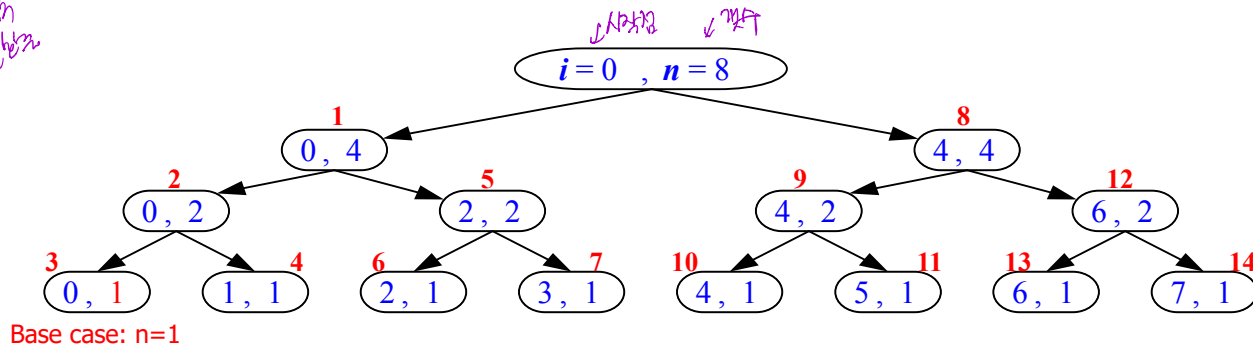 ↓시작점 ↙갯수
i = 0 , n = 8
1 8
0 , 4 4 , 4
2 5 9 12
0 , 2 2 , 2 4 , 2 6 , 2
3 4 6 7 10 11 13 14
0 , 1 1 , 1 2 , 1 3 , 1 4 , 1 5 , 1 6 , 1 7 , 1
Base case: n=1